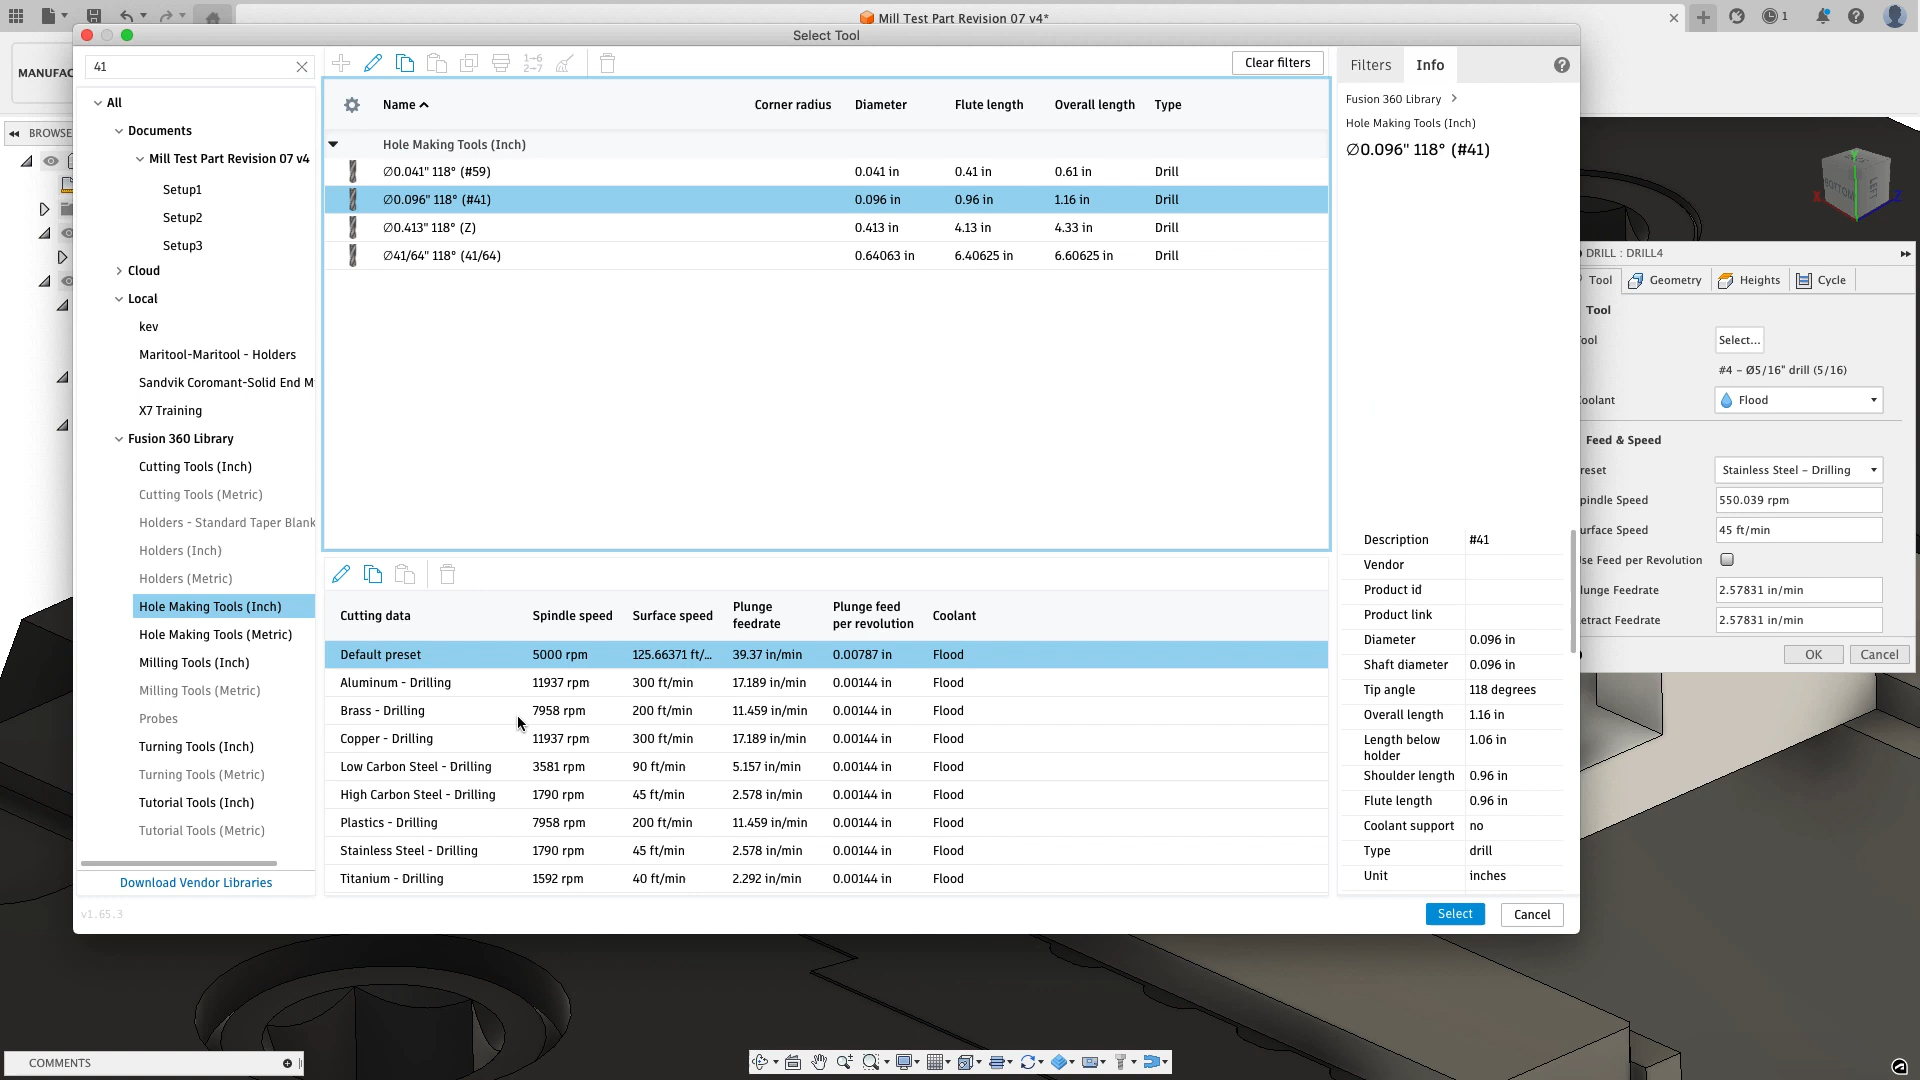 Mill Test Part Revision 07 v4*
1
Select Tool
MANUFAC
BROWSE
41
Clear filters
Filters
Info
All
Documents
Mill Test Part Revision 07 v4
Setup1
Setup2
Setup3
Cloud
Local
kev
Maritool-Maritool - Holders
Sandvik Coromant-Solid End M
X7 Training
Fusion 360 Library
Cutting Tools (Inch)
Cutting Tools (Metric)
Holders - Standard Taper Blank
Holders (Inch)
Holders (Metric)
Hole Making Tools (Inch)
Hole Making Tools (Metric)
Milling Tools (Inch)
Milling Tools (Metric)
Probes
Turning Tools (Inch)
Turning Tools (Metric)
Tutorial Tools (Inch)
Tutorial Tools (Metric)
Download Vendor Libraries
v1.65.3
Name Corner radius Diameter Flute length Overall length Type
Hole Making Tools (Inch)
∅0.041" 118° (#59) 0.041 in 0.41 in 0.61 in Drill
∅0.096" 118° (#41) 0.096 in 0.96 in 1.16 in Drill
∅0.413" 118° (Z) 0.413 in 4.13 in 4.33 in Drill
∅41/64" 118° (41/64) 0.64063 in 6.40625 in 6.60625 in Drill
Cutting data Spindle speed Surface speed Plunge feedrate Plunge feed per revolution Coolant
Default preset 5000 rpm 125.66371 ft/... 39.37 in/min 0.00787 in Flood
Aluminum - Drilling 11937 rpm 300 ft/min 17.189 in/min 0.00144 in Flood
Brass - Drilling 7958 rpm 200 ft/min 11.459 in/min 0.00144 in Flood
Copper - Drilling 11937 rpm 300 ft/min 17.189 in/min 0.00144 in Flood
Low Carbon Steel - Drilling 3581 rpm 90 ft/min 5.157 in/min 0.00144 in Flood
High Carbon Steel - Drilling 1790 rpm 45 ft/min 2.578 in/min 0.00144 in Flood
Plastics - Drilling 7958 rpm 200 ft/min 11.459 in/min 0.00144 in Flood
Stainless Steel - Drilling 1790 rpm 45 ft/min 2.578 in/min 0.00144 in Flood
Titanium - Drilling 1592 rpm 40 ft/min 2.292 in/min 0.00144 in Flood
Fusion 360 Library
Hole Making Tools (Inch)
∅0.096" 118° (#41)
Description #41
Vendor
Product id
Product link
Diameter 0.096 in
Shaft diameter 0.096 in
Tip angle 118 degrees
Overall length 1.16 in
Length below holder 1.06 in
Shoulder length 0.96 in
Flute length 0.96 in
Coolant support no
Type drill
Unit inches
Select
Cancel
BOTTOM
LEFT
X
Y
Z
DRILL : DRILL4
Tool
Geometry
Heights
Cycle
Tool
ool Select...
#4 - Ø5/16" drill (5/16)
oolant Flood
Feed & Speed
reset Stainless Steel - Drilling
pindle Speed 550.039 rpm
urface Speed 45 ft/min
se Feed per Revolution
lunge Feedrate 2.57831 in/min
etract Feedrate 2.57831 in/min
OK
Cancel
COMMENTS